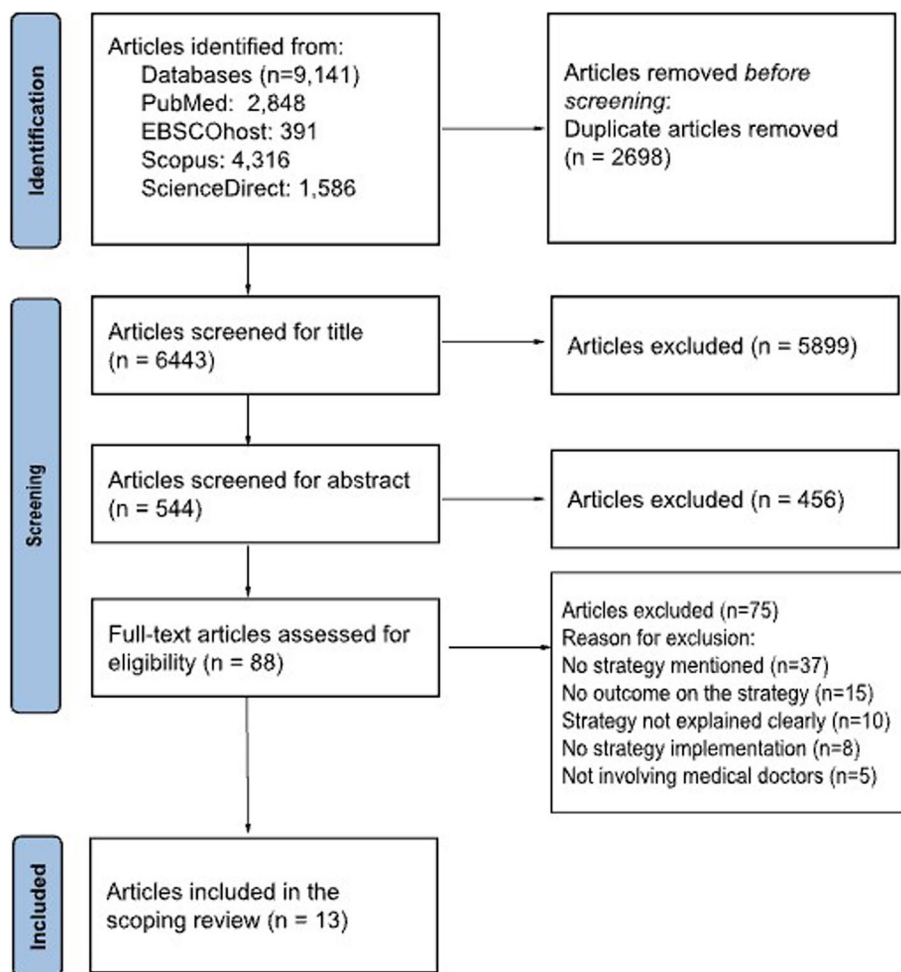 Identification
Articles identified from:
Databases (n=9,141)
PubMed: 2,848
EBSCOhost: 391
Scopus: 4,316
ScienceDirect: 1,586
Articles removed before
screening:
Duplicate articles removed
(n = 2698)
Screening
Articles screened for title
(n = 6443)
Articles excluded (n = 5899)
Articles screened for abstract
(n = 544)
Articles excluded (n = 456)
Full-text articles assessed for
eligibility (n = 88)
Articles excluded (n=75)
Reason for exclusion:
No strategy mentioned (n=37)
No outcome on the strategy (n=15)
Strategy not explained clearly (n=10)
No strategy implementation (n=8)
Not involving medical doctors (n=5)
Included
Articles included in the
scoping review (n = 13)